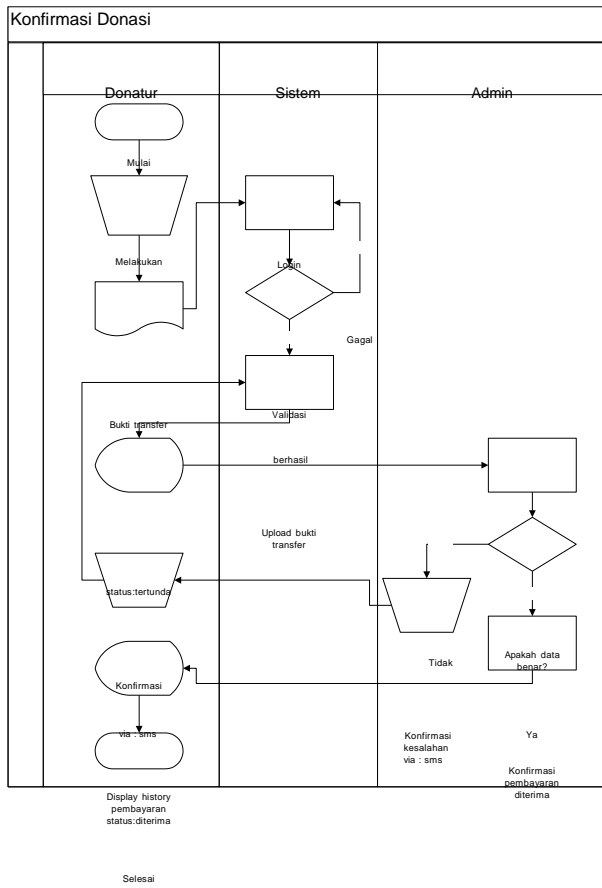 Konfirmasi Donasi
Donatur
Sistem
Admin
Mulai
Melakukan
Login
Gagal
Validasi
Bukti transfer
berhasil
Upload bukti
transfer
status:tertunda
Apakah data
benar?
Tidak
Konfirmasi
via : sms
Konfirmasi
kesalahan
via : sms
Ya
Konfirmasi
pembayaran
diterima
Display history
pembayaran
status:diterima
Selesai